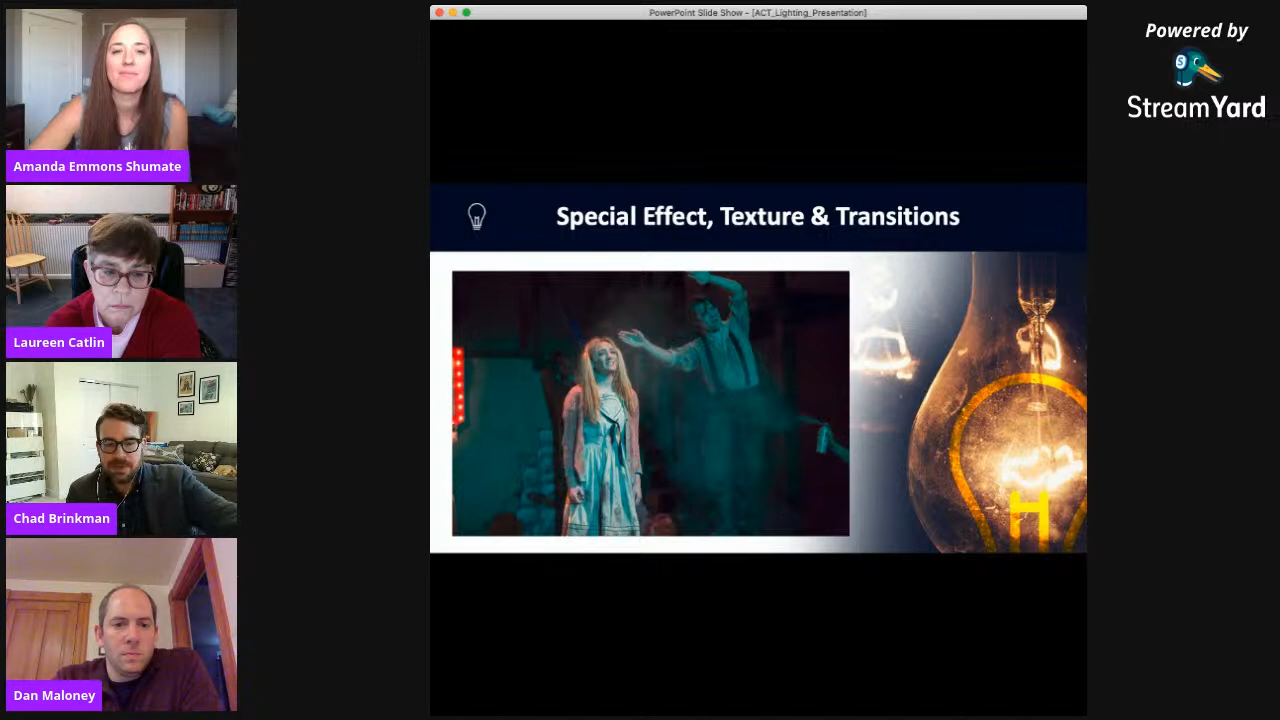 PowerPoint Slide Show - [ACT_Lighting_Presentation]
Powered by
StreamYard
Amanda Emmons Shumate
Special Effect, Texture & Transitions
Laureen Catlin
Chad Brinkman
Dan Maloney